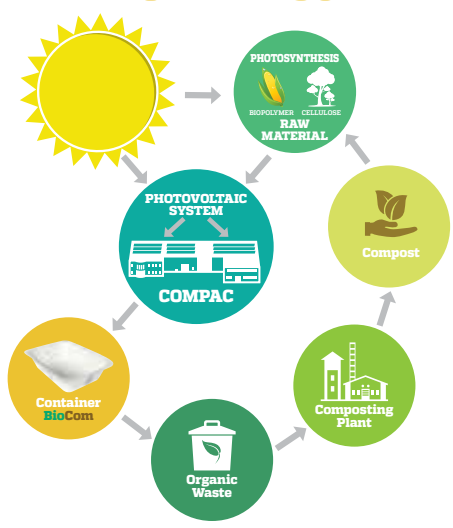 PHOTOSYNTHESIS
BIOPOLYMER CELLULOSE
RAW
MATERIAL
PHOTOVOLTAIC
SYSTEM
COMPAC
Compost
Container
BioCom
Composting
Plant
Organic
Waste